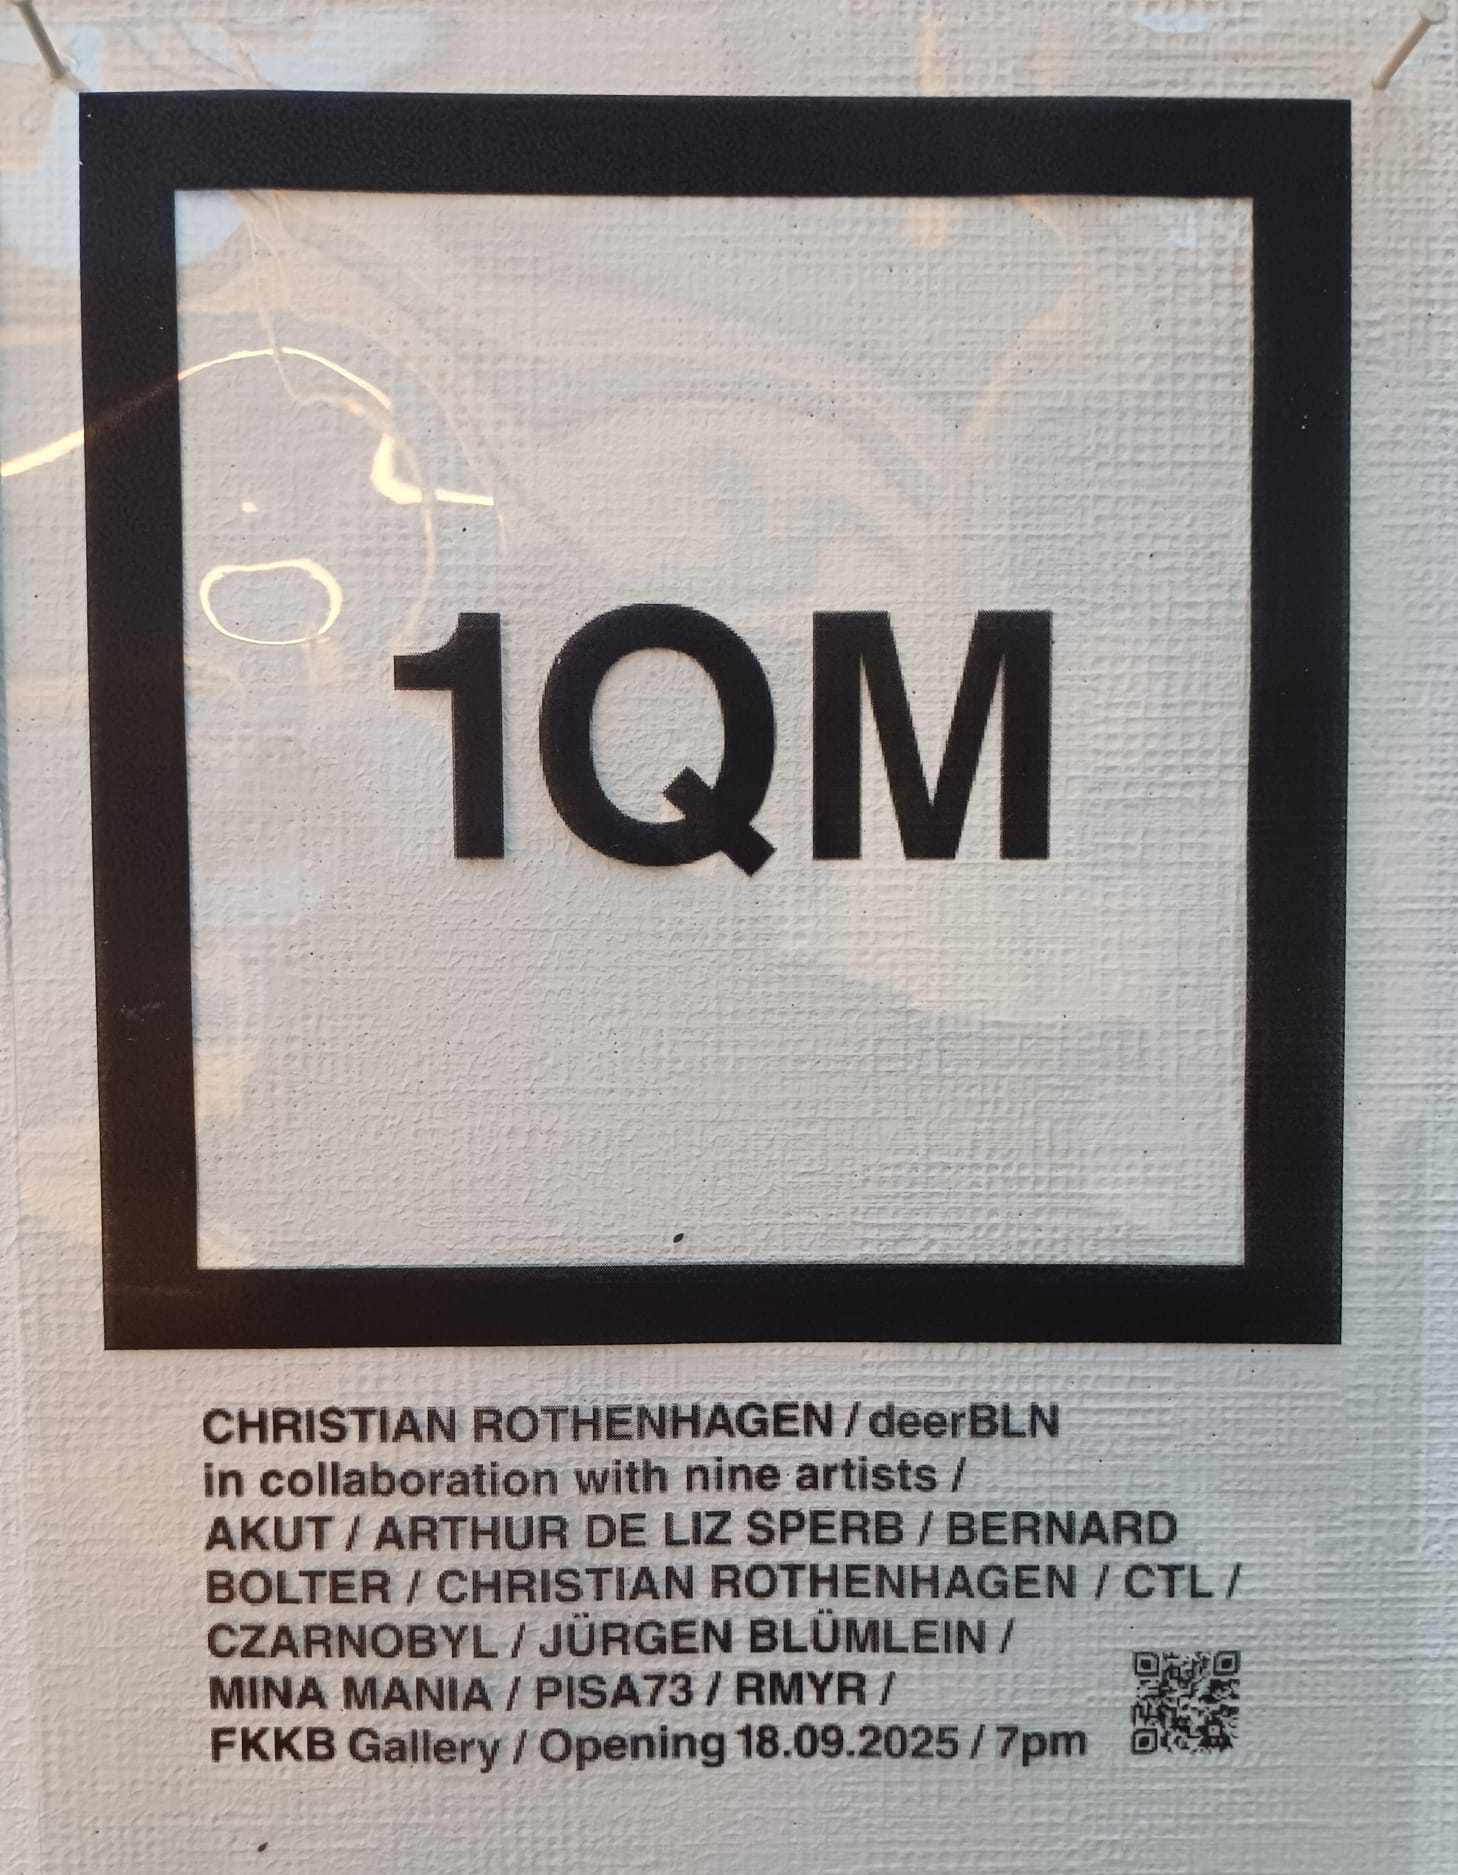 1QM
CHRISTIAN ROTHENHAGEN / deerBLN
in collaboration with nine artists /
AKUT / ARTHUR DE LIZ SPERB / BERNARD
BOLTER / CHRISTIAN ROTHENHAGEN / CTL /
CZARNOBYL / JÜRGEN BLÜMLEIN /
MINA MANIA / PISA73 / RMYR /
FKKB Gallery / Opening 18.09.2025 / 7pm